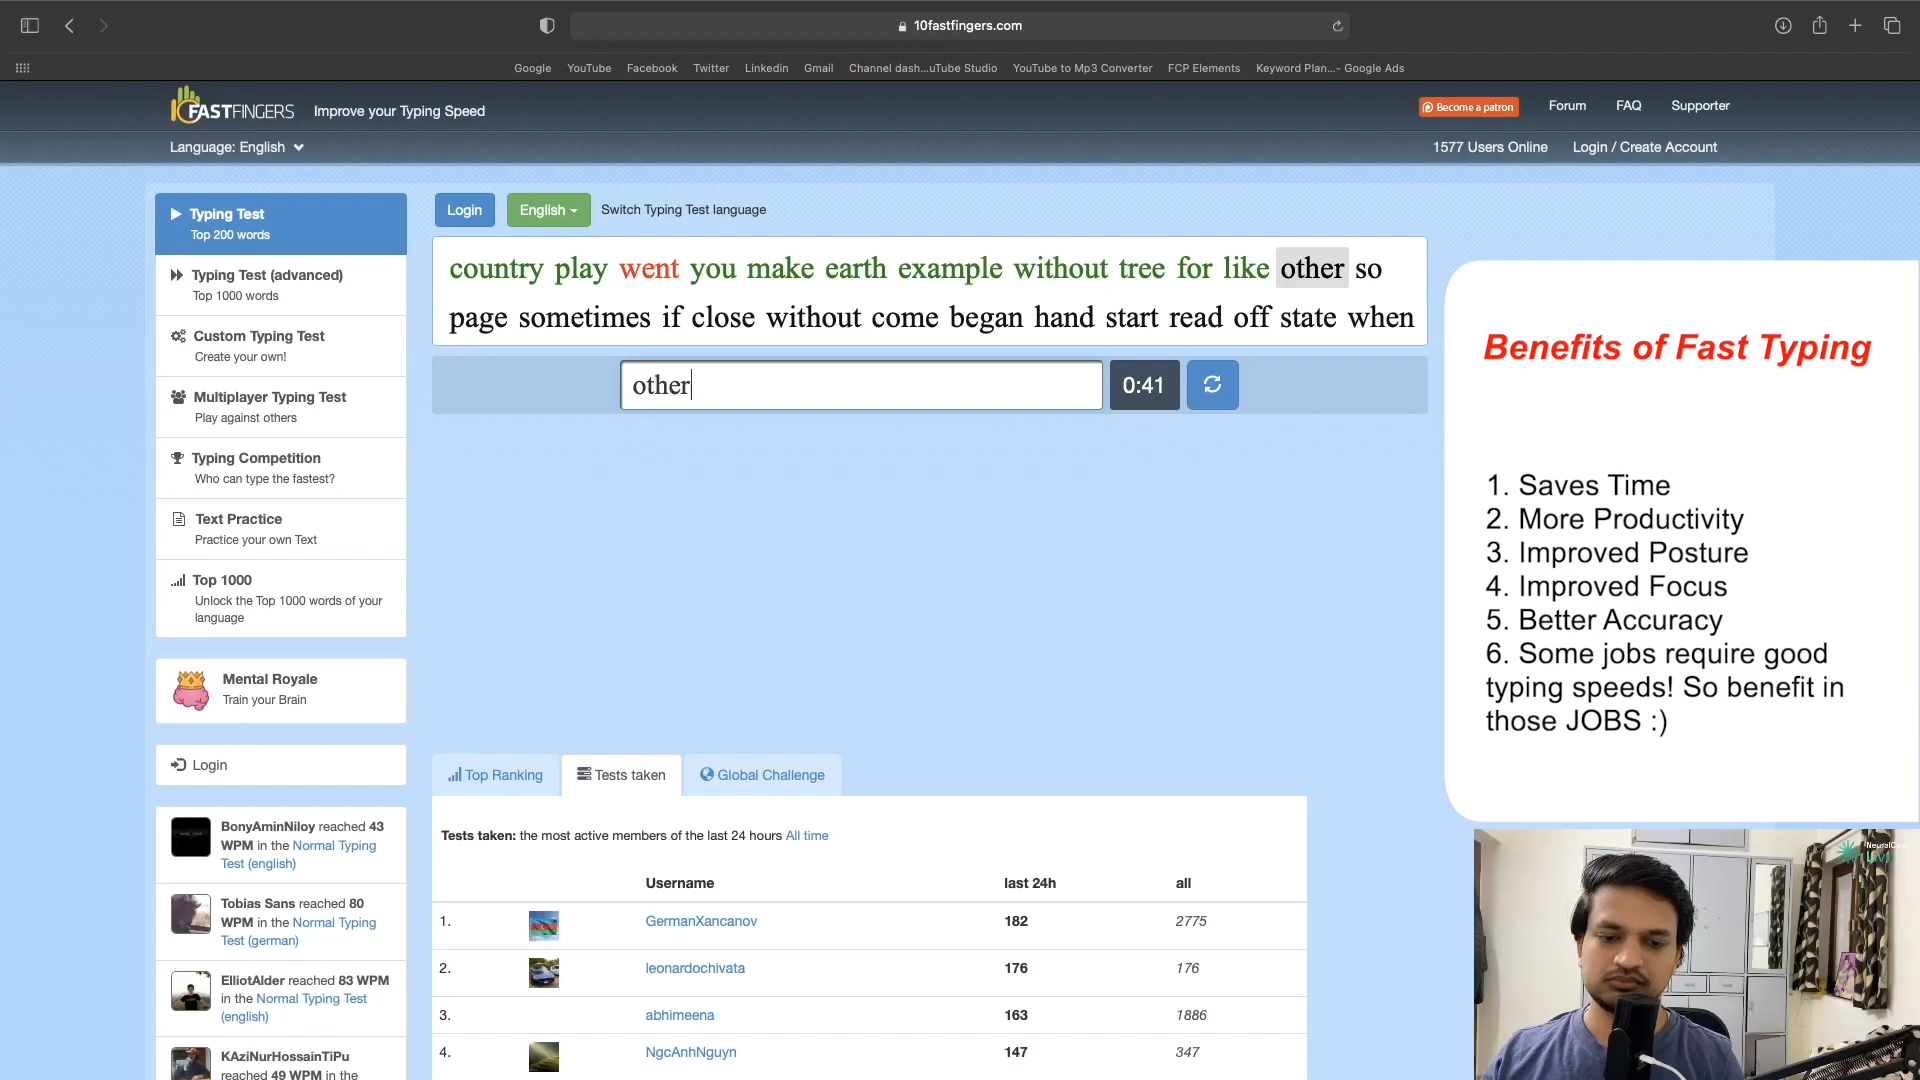 10fastfingers.com
Google YouTube Facebook Twitter Linkedin Gmail Channel dash...uTube Studio YouTube to Mp3 Converter FCP Elements Keyword Plan...- Google Ads
10FASTFINGERS Improve your Typing Speed
Become a patron Forum FAQ Supporter
Language: English
1577 Users Online Login / Create Account
Typing Test
Top 200 words
Typing Test (advanced)
Top 1000 words
Custom Typing Test
Create your own!
Multiplayer Typing Test
Play against others
Typing Competition
Who can type the fastest?
Text Practice
Practice your own Text
Top 1000
Unlock the Top 1000 words of your
language
Mental Royale
Train your Brain
Login
BonyAminNiloy reached 43
WPM in the Normal Typing
Test (english)
Tobias Sans reached 80
WPM in the Normal Typing
Test (german)
ElliotAlder reached 83 WPM
in the Normal Typing Test
(english)
KAziNurHossainTiPu
reached 49 WPM in the
Login English Switch Typing Test language
country play went you make earth example without tree for like other so
page sometimes if close without come began hand start read off state when
other 0:41
Top Ranking Tests taken Global Challenge
Tests taken: the most active members of the last 24 hours All time
Username last 24h all
1. GermanXancanov 182 2775
2. leonardochivata 176 176
3. abhimeena 163 1886
4. NgcAnhNguyn 147 347
Benefits of Fast Typing
1. Saves Time
2. More Productivity
3. Improved Posture
4. Improved Focus
5. Better Accuracy
6. Some jobs require good
typing speeds! So benefit in
those JOBS :)